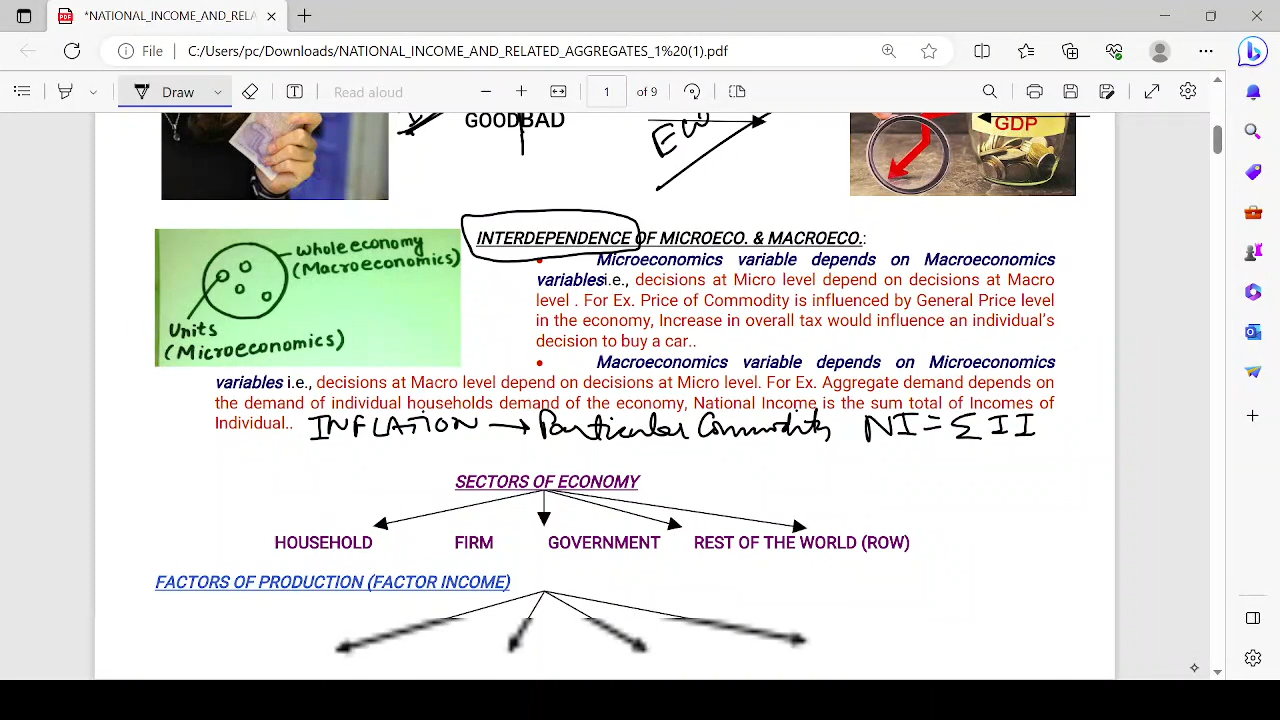 *NATIONAL_INCOME_AND_RELA
File
C:/Users/pc/Downloads/NATIONAL_INCOME_AND_RELATED_AGGREGATES_1%20(1).pdf
Draw
Read aloud
1 of 9
GOODBAD
GDP
INTERDEPENDENCE OF MICROECO. & MACROECO.:
Whole economy
(Macroeconomics)
Units
(Microeconomics)
• Microeconomics variable depends on Macroeconomics
variablesi.e., decisions at Micro level depend on decisions at Macro
level . For Ex. Price of Commodity is influenced by General Price level
in the economy, Increase in overall tax would influence an individual's
decision to buy a car..
• Macroeconomics variable depends on Microeconomics
variables i.e., decisions at Macro level depend on decisions at Micro level. For Ex. Aggregate demand depends on
the demand of individual households demand of the economy, National Income is the sum total of Incomes of
Individual..
INFLATION → Particular Commodity NI = Σ II
SECTORS OF ECONOMY
HOUSEHOLD FIRM GOVERNMENT REST OF THE WORLD (ROW)
FACTORS OF PRODUCTION (FACTOR INCOME)